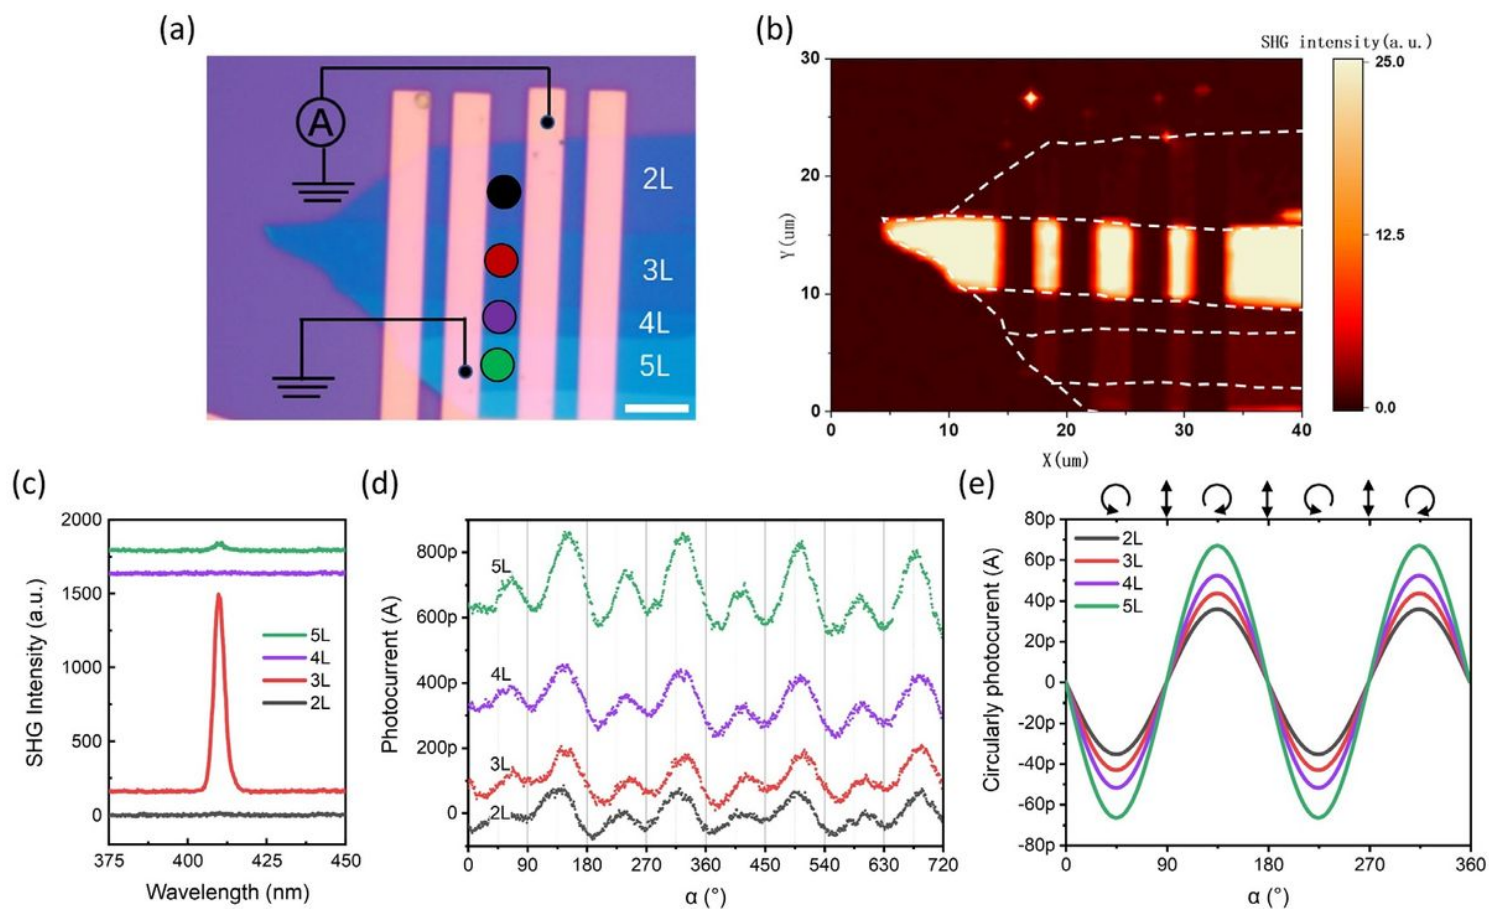 (a)
A
2L
3L
4L
5L
(b)
SHG intensity(a.u.)
25.0
12.5
0.0
30
20
10
0
Y(um)
0 10 20 30 40
X(um)
(c)
2000
1500
1000
500
0
SHG Intensity (a.u.)
5L
4L
3L
2L
375 400 425 450
Wavelength (nm)
(d)
800p
600p
400p
200p
0
Photocurrent (A)
5L
4L
3L
2L
0 90 180 270 360 450 540 630 720
α (°)
(e)
80p
60p
40p
20p
0
-20p
-40p
-60p
-80p
Circularly photocurent (A)
2L
3L
4L
5L
0 90 180 270 360
α (°)